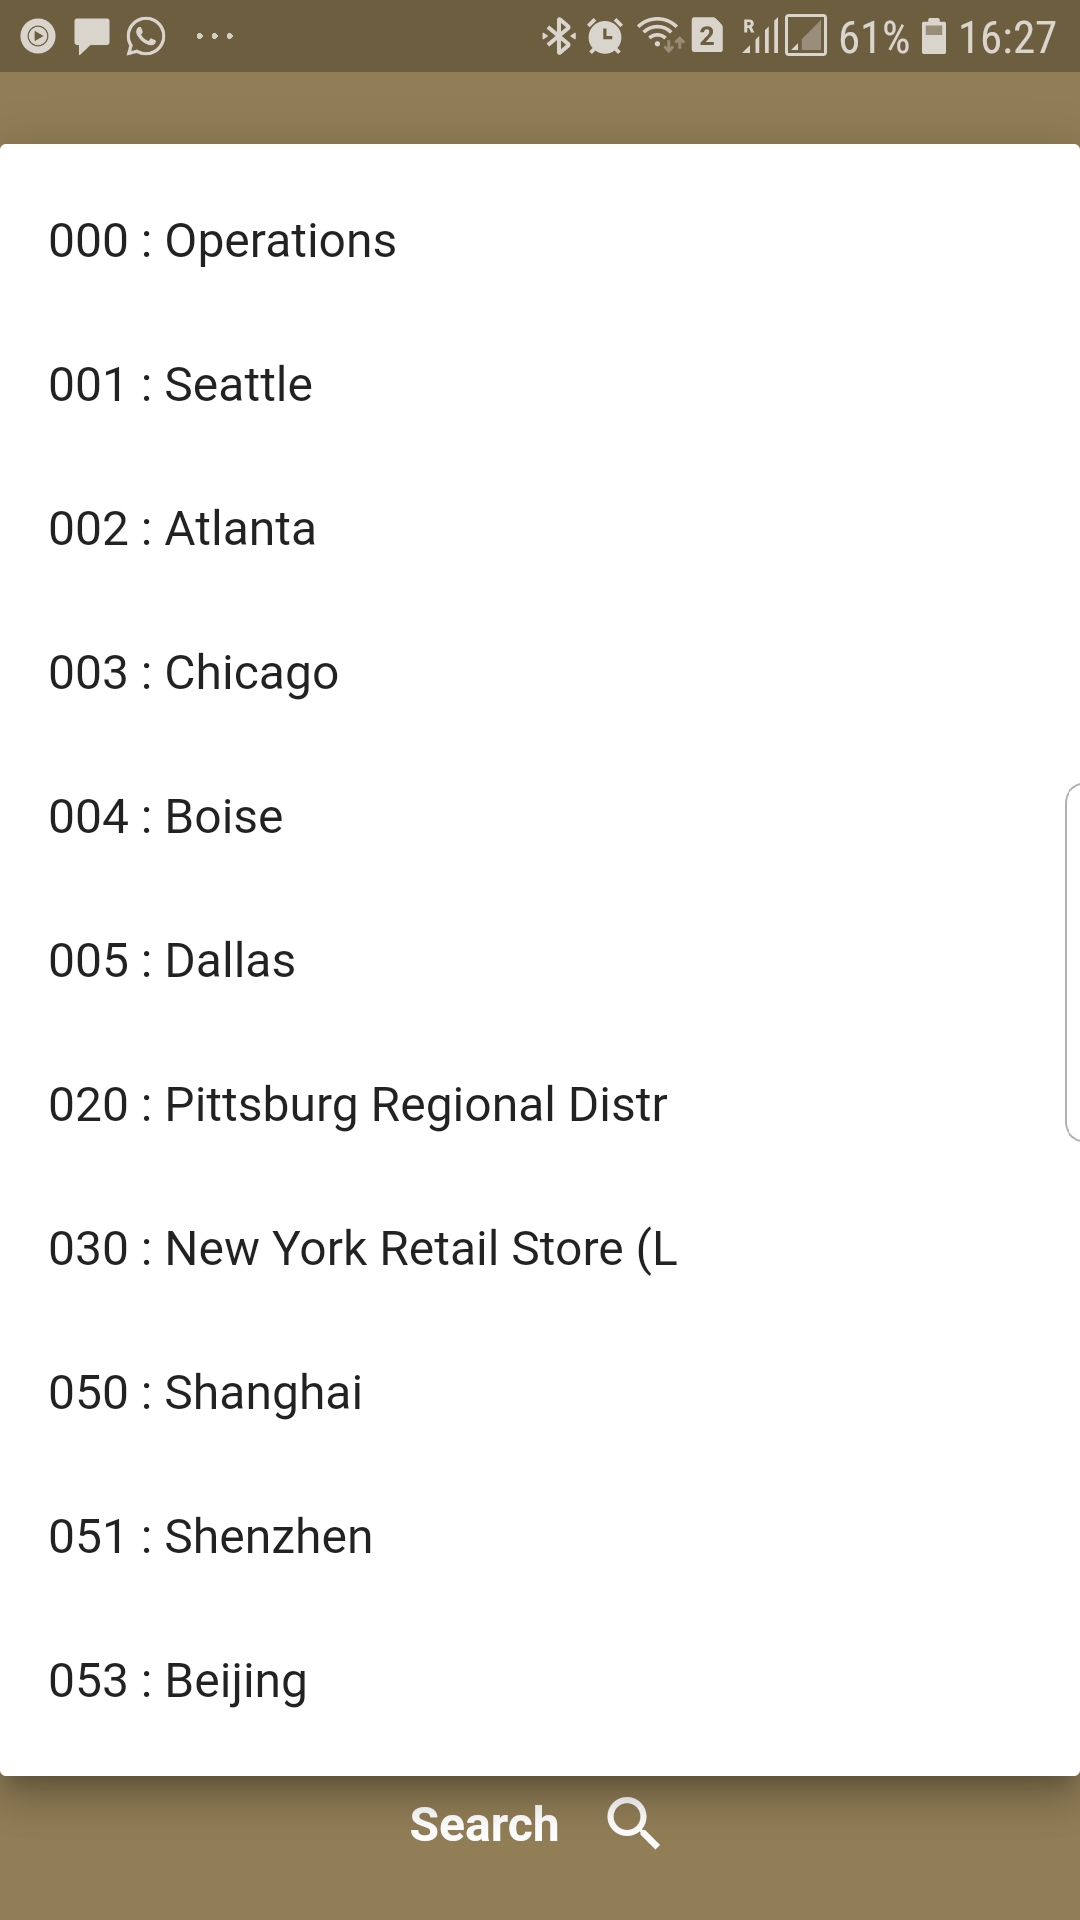 R 2 61% 16:27
000 : Operations
001 : Seattle
002 : Atlanta
003 : Chicago
004 : Boise
005 : Dallas
020 : Pittsburg Regional Distr
030 : New York Retail Store (L
050 : Shanghai
051 : Shenzhen
053 : Beijing
Search